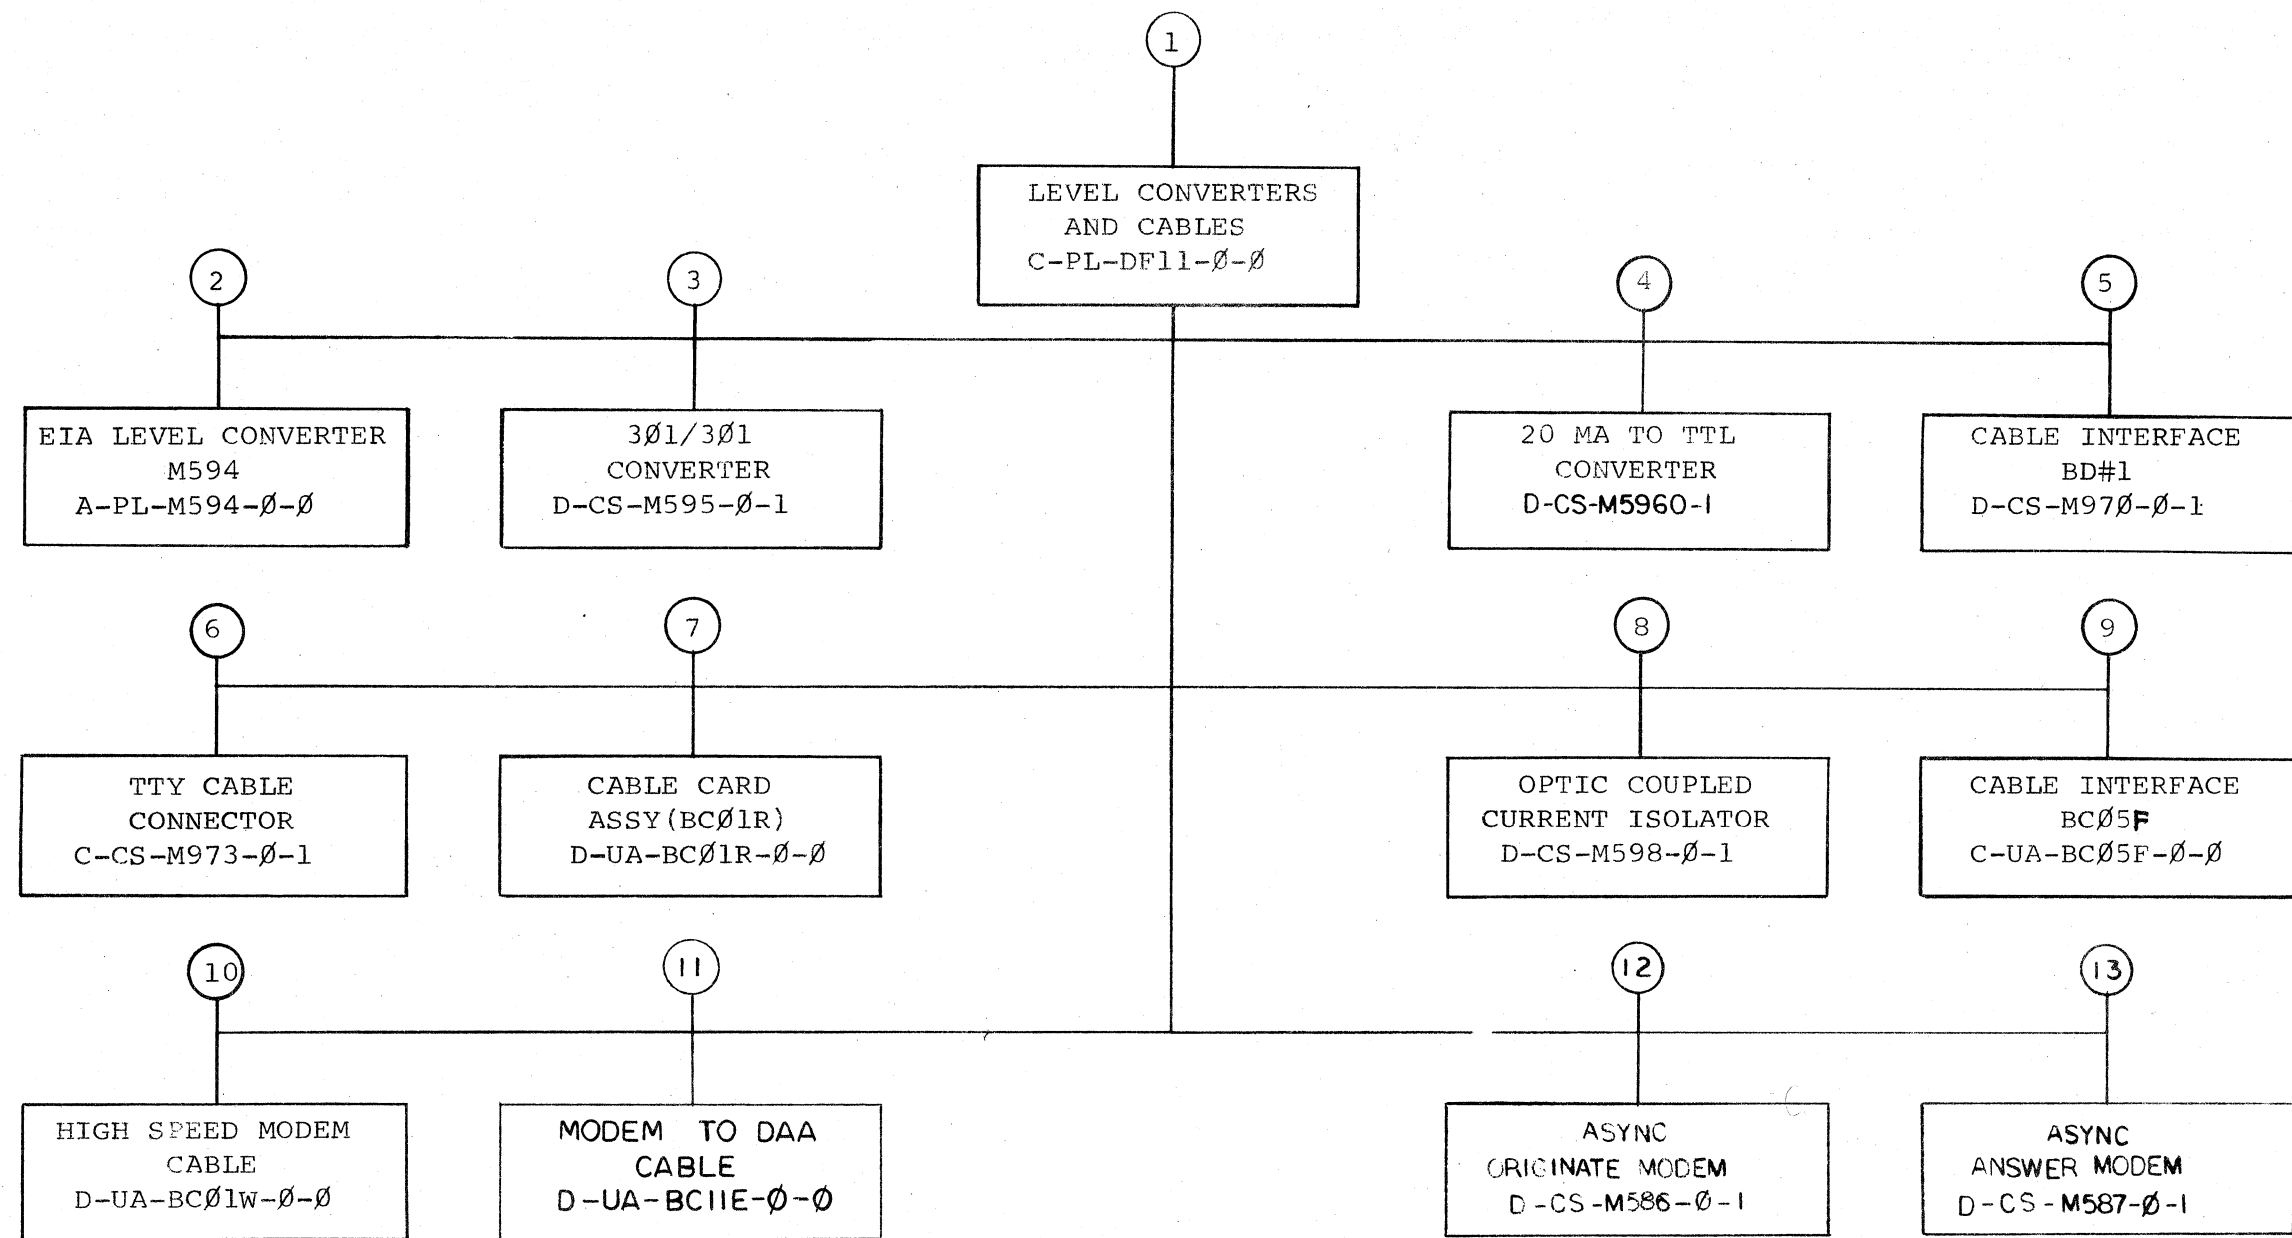 1
LEVEL CONVERTERS
AND CABLES
C-PL-DF11-Ø-Ø
2
EIA LEVEL CONVERTER
M594
A-PL-M594-Ø-Ø
3
3Ø1/3Ø1
CONVERTER
D-CS-M595-Ø-1
4
20 MA TO TTL
CONVERTER
D-CS-M5960-1
5
CABLE INTERFACE
BD#1
D-CS-M97Ø-Ø-1
6
TTY CABLE
CONNECTOR
C-CS-M973-Ø-1
7
CABLE CARD
ASSY(BCØ1R)
D-UA-BCØ1R-Ø-Ø
8
OPTIC COUPLED
CURRENT ISOLATOR
D-CS-M598-Ø-1
9
CABLE INTERFACE
BCØ5F
C-UA-BCØ5F-Ø-Ø
10
HIGH SPEED MODEM
CABLE
D-UA-BCØ1W-Ø-Ø
11
MODEM TO DAA
CABLE
D-UA-BC11E-Ø-Ø
12
ASYNC
ORIGINATE MODEM
D-CS-M586-Ø-1
13
ASYNC
ANSWER MODEM
D-CS-M587-Ø-1